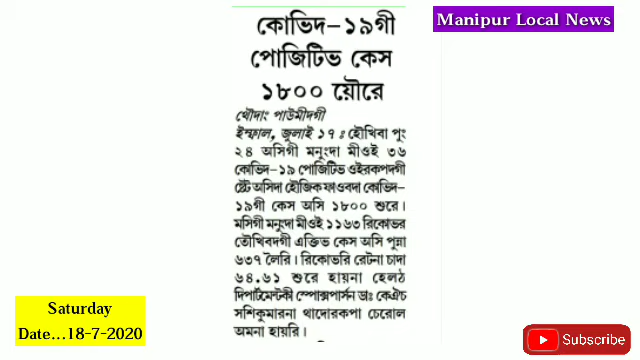 Manipur Local News
কোভিদ-১৯গী
পোজিটিভ কেস
১৮০০ য়ৌরে
থৌদাং পাউমীদগী
ইম্ফাল, জুলাই ১৭ ঃ হৌখিবা পুং
২৪ অসিগী মনুংদা মীওই ৩৬
কোভিদ-১৯ পোজিটিভ ওইরকপদগী
ষ্টেট অসিদা হৌজিক ফাওবদা কোভিদ-
১৯গী কেস অসি ১৮০০ শুরে।
মসিগী মনুংদা মীওই ১১৬৩ রিকোভর
তৌখিবদগী এক্তিভ কেস অসি পুন্না
৬৩৭ লৈরি। রিকোভরি রেটনা চাদা
৬৪.৬১ শুরে হায়না হেলঠ
দিপার্টমেন্টকী স্পোক্সপার্সন ডাঃ কেএইচ
সশিকুমারনা থাদোরকপা চেরোল
অমনা হায়রি।
Saturday
Date...18-7-2020
Subscribe